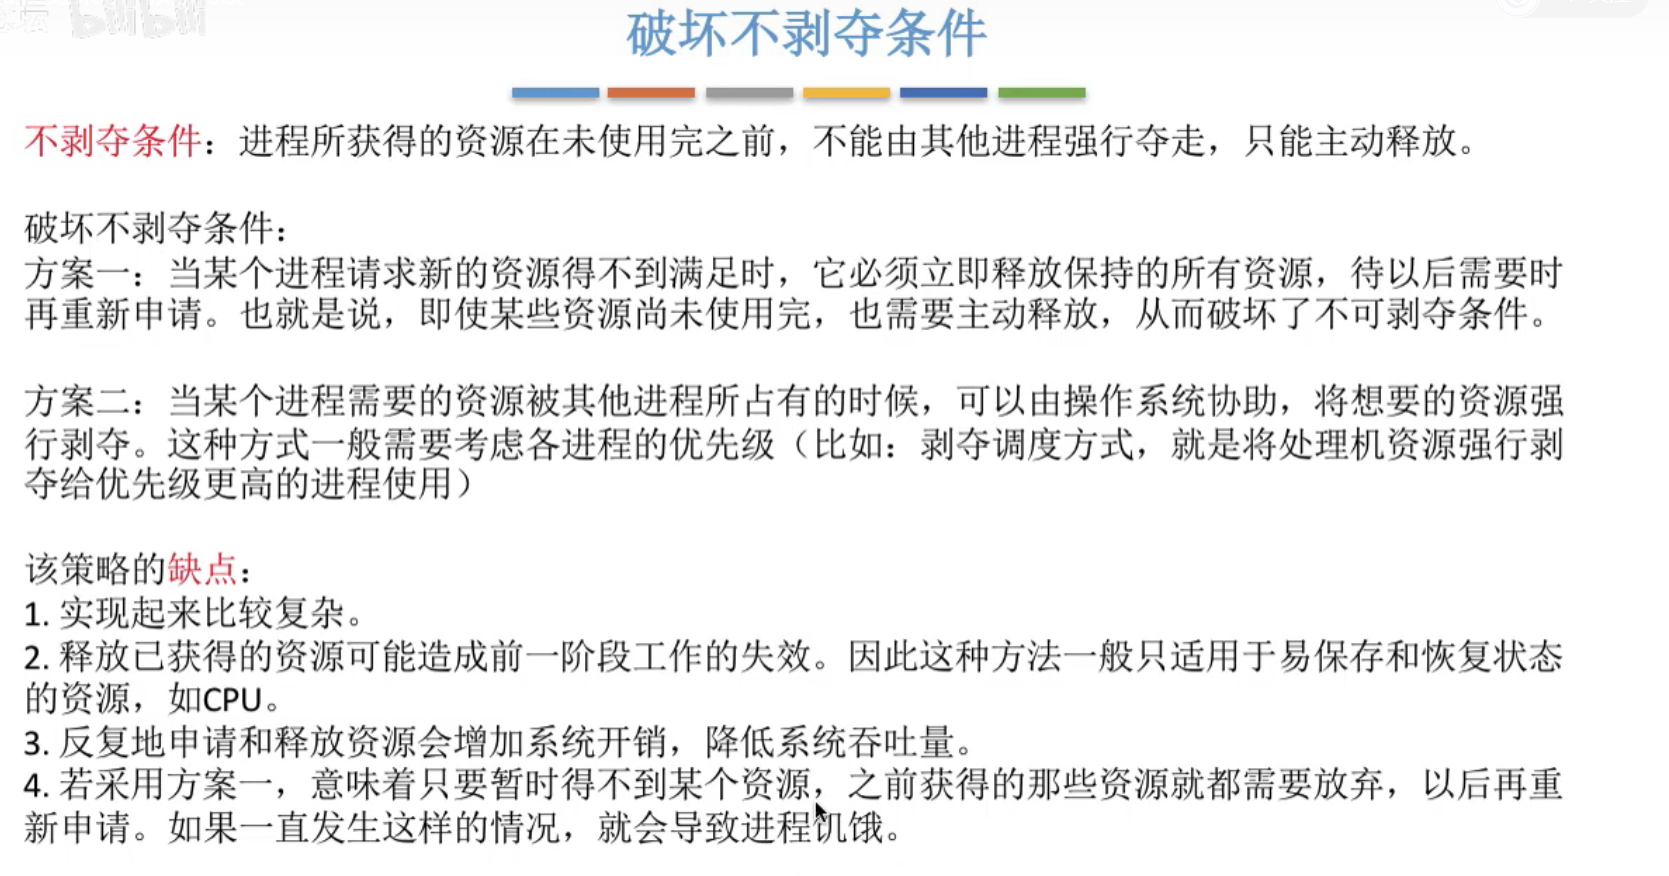 破坏不剥夺条件
不剥夺条件：进程所获得的资源在未使用完之前，不能由其他进程强行夺走，只能主动释放。
破坏不剥夺条件：
方案一：当某个进程请求新的资源得不到满足时，它必须立即释放保持的所有资源，待以后需要时
再重新申请。也就是说，即使某些资源尚未使用完，也需要主动释放，从而破坏了不可剥夺条件。
方案二：当某个进程需要的资源被其他进程所占有的时候，可以由操作系统协助，将想要的资源强
行剥夺。这种方式一般需要考虑各进程的优先级（比如：剥夺调度方式，就是将处理机资源强行剥
夺给优先级更高的进程使用）
该策略的缺点：
1. 实现起来比较复杂。
2. 释放已获得的资源可能造成前一阶段工作的失效。因此这种方法一般只适用于易保存和恢复状态
的资源，如CPU。
3. 反复地申请和释放资源会增加系统开销，降低系统吞吐量。
4. 若采用方案一，意味着只要暂时得不到某个资源，之前获得的那些资源就都需要放弃，以后再重
新申请。如果一直发生这样的情况，就会导致进程饥饿。